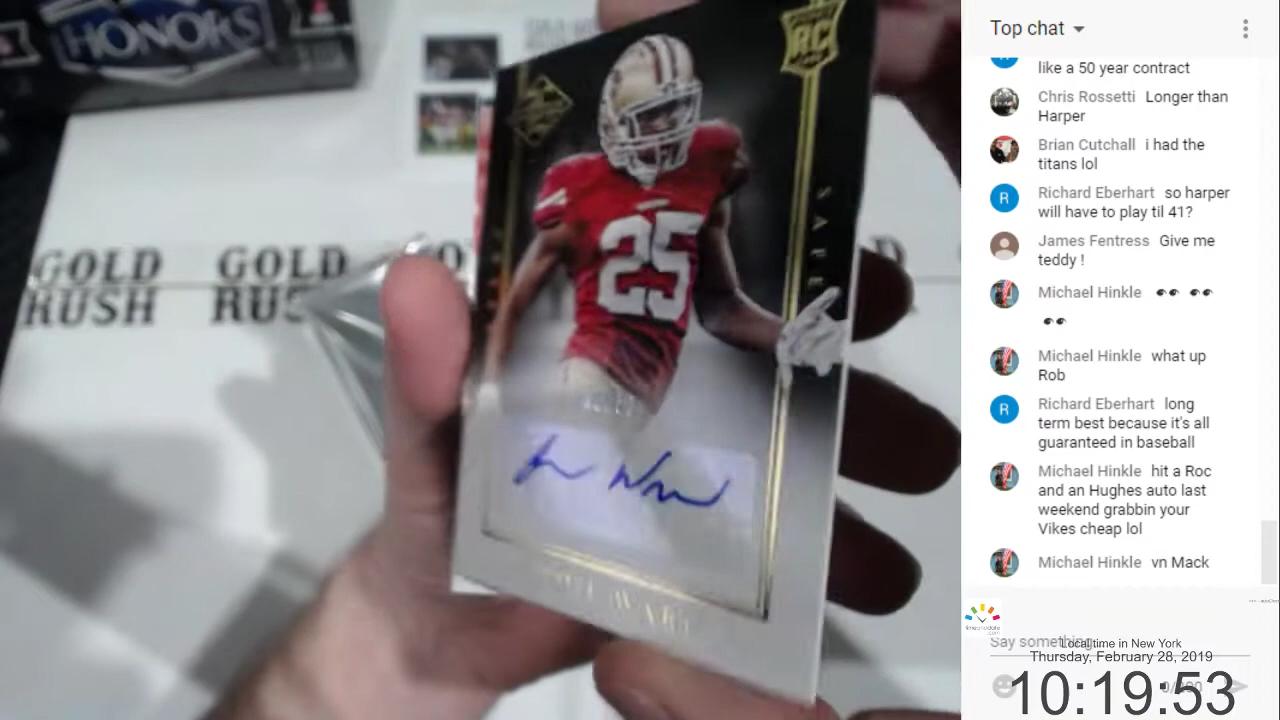 HONORS
GOLD
RUSH
GOLD
RUS
GO
D
RC
SAFE
25
Top chat
like a 50 year contract
Chris Rossetti Longer than
Harper
Brian Cutchall i had the
titans lol
Richard Eberhart so harper
will have to play til 41?
James Fentress Give me
teddy !
Michael Hinkle
Michael Hinkle what up
Rob
Richard Eberhart long
term best because it's all
guaranteed in baseball
Michael Hinkle hit a Roc
and an Hughes auto last
weekend grabbin your
Vikes cheap lol
Michael Hinkle vn Mack
Say something...
Local time in New York
Thursday, February 28, 2019
10:19:53